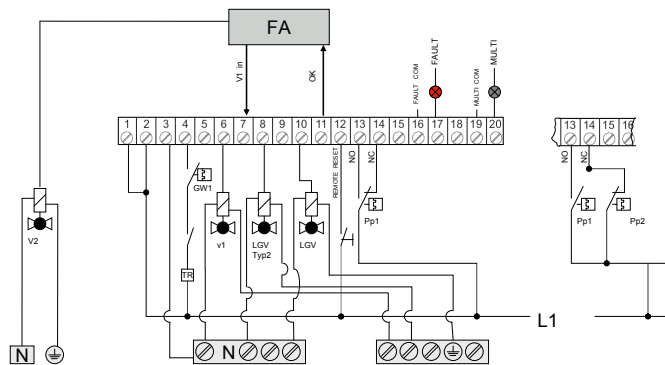 FA
V1 in
OK
FAULT COM
FAULT
MULTI COM
MULTI
1 2 3 4 5 6 7 8 9 10 11 12 13 14 15 16 17 18 19 20
13 14 15 16
GW1
REMOTE RESET
NO
NC
NO
NC
V2
v1
LGV
Typ2
LGV
Pp1
Pp1
Pp2
TR
L1
N
N